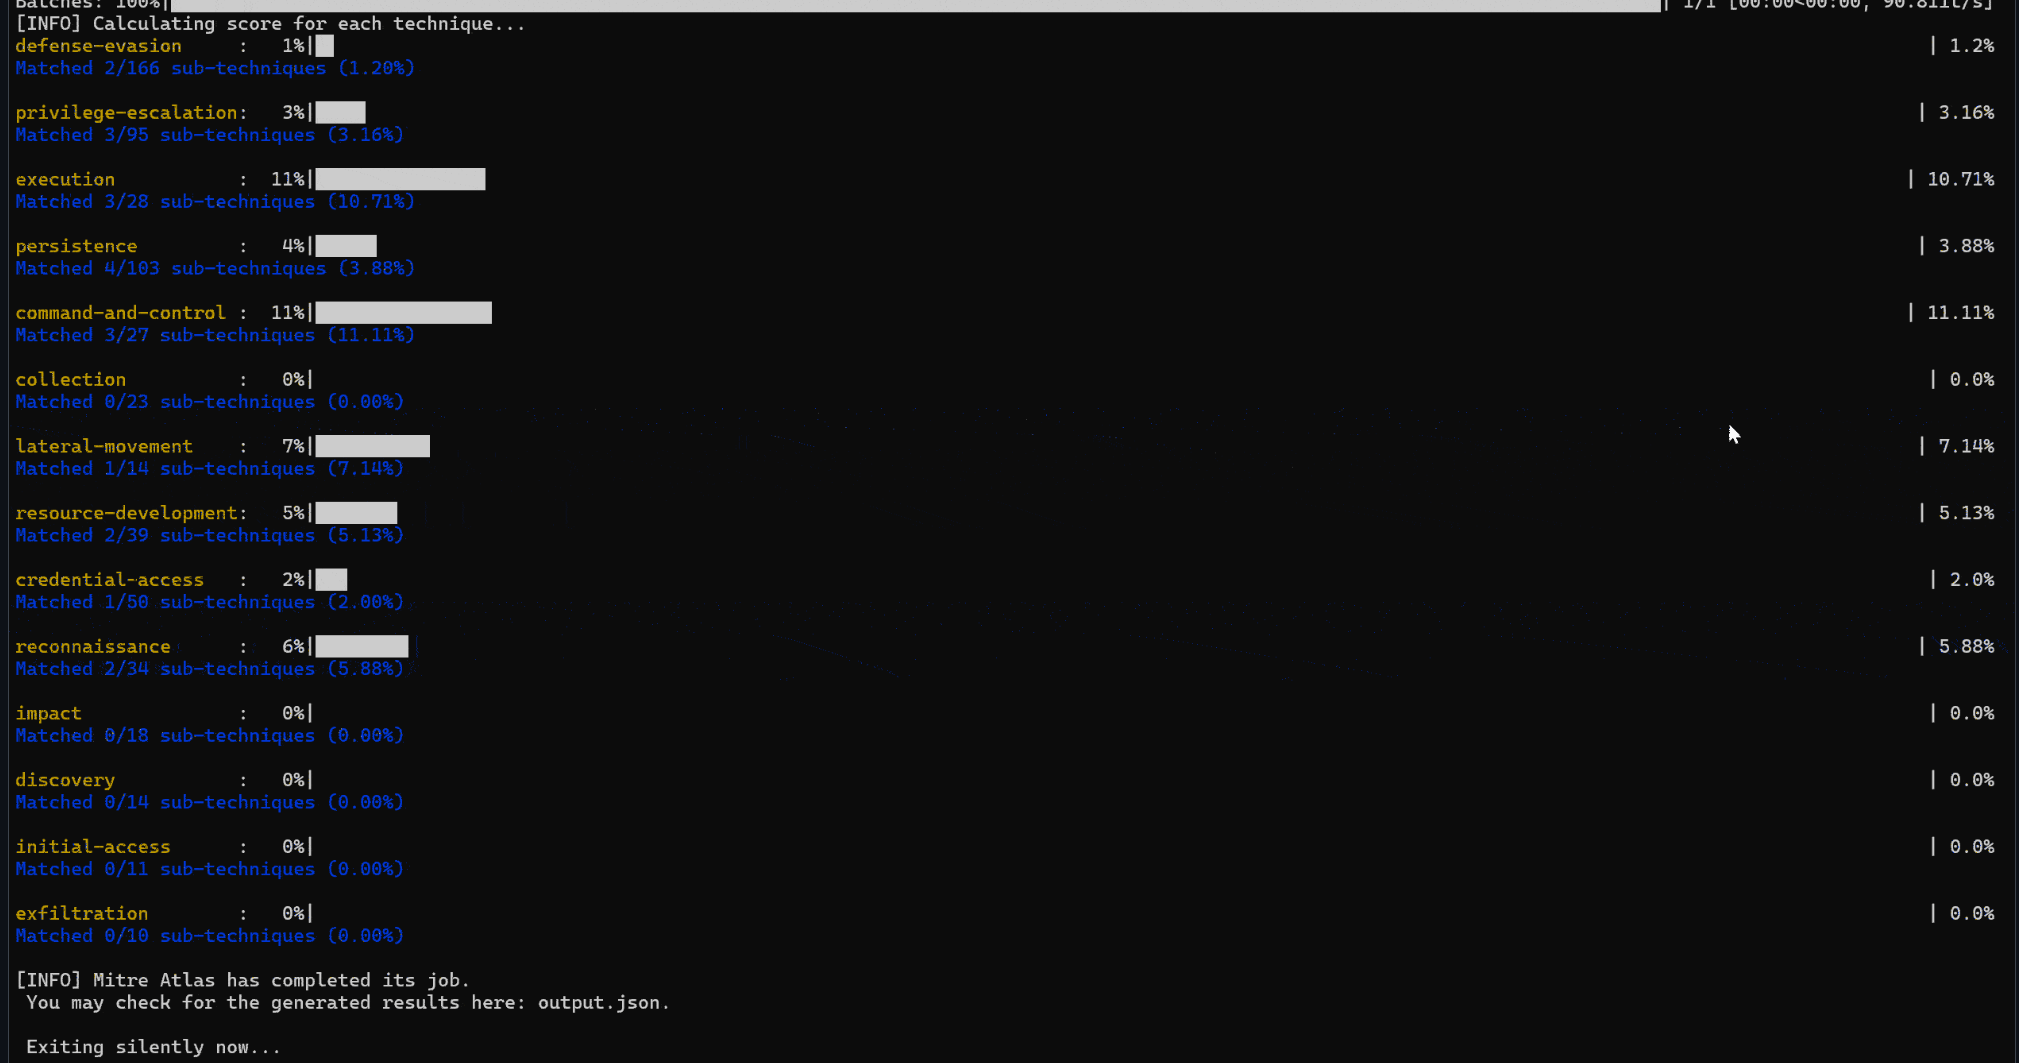 Batches: 100%| | 1/1 [00:00<00:00, 90.81it/s]
[INFO] Calculating score for each technique...
defense-evasion : 1%| | 1.2%
Matched 2/166 sub-techniques (1.20%)
privilege-escalation: 3%| | 3.16%
Matched 3/95 sub-techniques (3.16%)
execution : 11%| | 10.71%
Matched 3/28 sub-techniques (10.71%)
persistence : 4%| | 3.88%
Matched 4/103 sub-techniques (3.88%)
command-and-control : 11%| | 11.11%
Matched 3/27 sub-techniques (11.11%)
collection : 0%| | 0.0%
Matched 0/23 sub-techniques (0.00%)
lateral-movement : 7%| | 7.14%
Matched 1/14 sub-techniques (7.14%)
resource-development: 5%| | 5.13%
Matched 2/39 sub-techniques (5.13%)
credential-access : 2%| | 2.0%
Matched 1/50 sub-techniques (2.00%)
reconnaissance : 6%| | 5.88%
Matched 2/34 sub-techniques (5.88%)
impact : 0%| | 0.0%
Matched 0/18 sub-techniques (0.00%)
discovery : 0%| | 0.0%
Matched 0/14 sub-techniques (0.00%)
initial-access : 0%| | 0.0%
Matched 0/11 sub-techniques (0.00%)
exfiltration : 0%| | 0.0%
Matched 0/10 sub-techniques (0.00%)
[INFO] Mitre Atlas has completed its job.
You may check for the generated results here: output.json.
Exiting silently now...